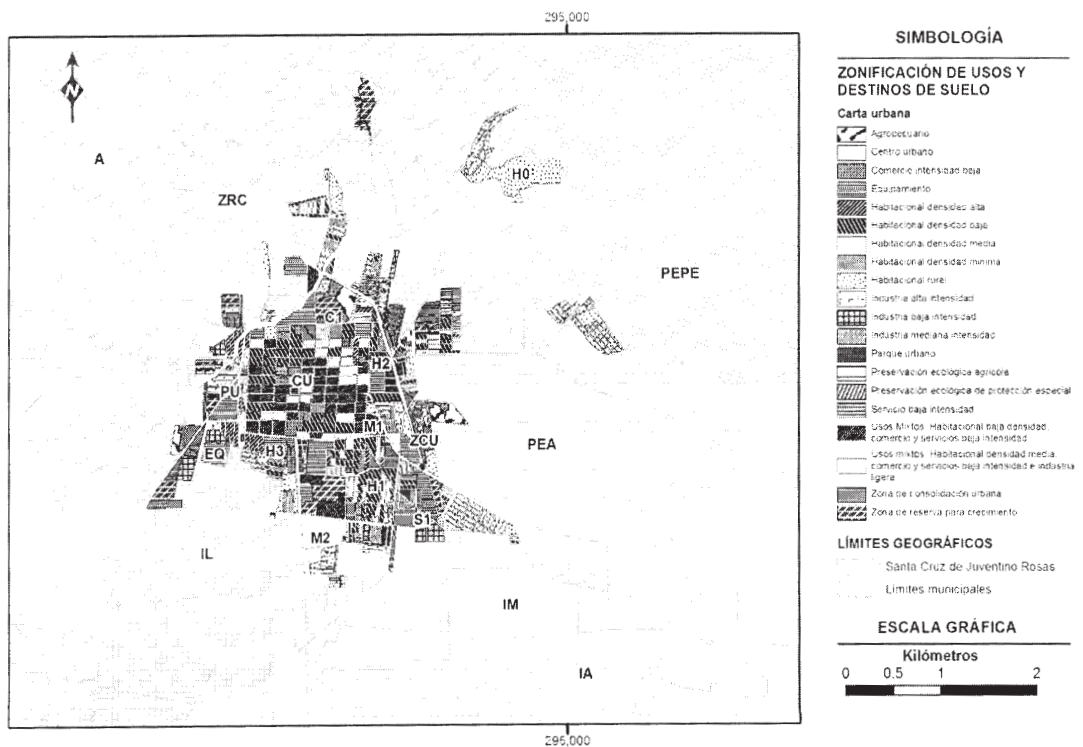 295,000
N
A
H0
ZRC
PEPE
C1
H2
CU
PU
M1
ZCU
PEA
EQ
H3
H1
S1
M2
IL
IM
IA
295,000
SIMBOLOGÍA
ZONIFICACIÓN DE USOS Y
DESTINOS DE SUELO
Carta urbana
Agropecuario
Centro urbano
Comercio intensidad baja
Equipamiento
Habitacional densidad alta
Habitacional densidad baja
Habitacional densidad media
Habitacional densidad mínima
Habitacional rural
Industria alta intensidad
Industria baja intensidad
Industria mediana intensidad
Parque urbano
Preservación ecológica agrícola
Preservación ecológica de protección especial
Servicio baja intensidad
Usos Mixtos. Habitacional baja densidad,
comercio y servicios baja intensidad
Usos mixtos. Habitacional densidad media,
comercio y servicios baja intensidad e industria
ligera
Zona de consolidación urbana
Zona de reserva para crecimiento
LÍMITES GEOGRÁFICOS
Santa Cruz de Juventino Rosas
Límites municipales
ESCALA GRÁFICA
Kilómetros
0 0.5 1 2